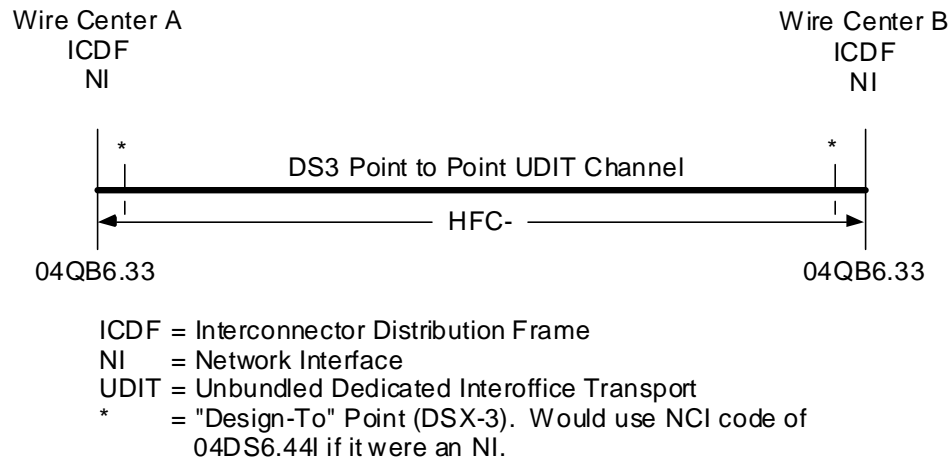 Wire Center A
ICDF
NI
Wire Center B
ICDF
NI
*
*
DS3 Point to Point UDIT Channel
HFC-
04QB6.33
04QB6.33
ICDF = Interconnector Distribution Frame
NI = Network Interface
UDIT = Unbundled Dedicated Interoffice Transport
* = "Design-To" Point (DSX-3). Would use NCI code of
04DS6.44I if it were an NI.